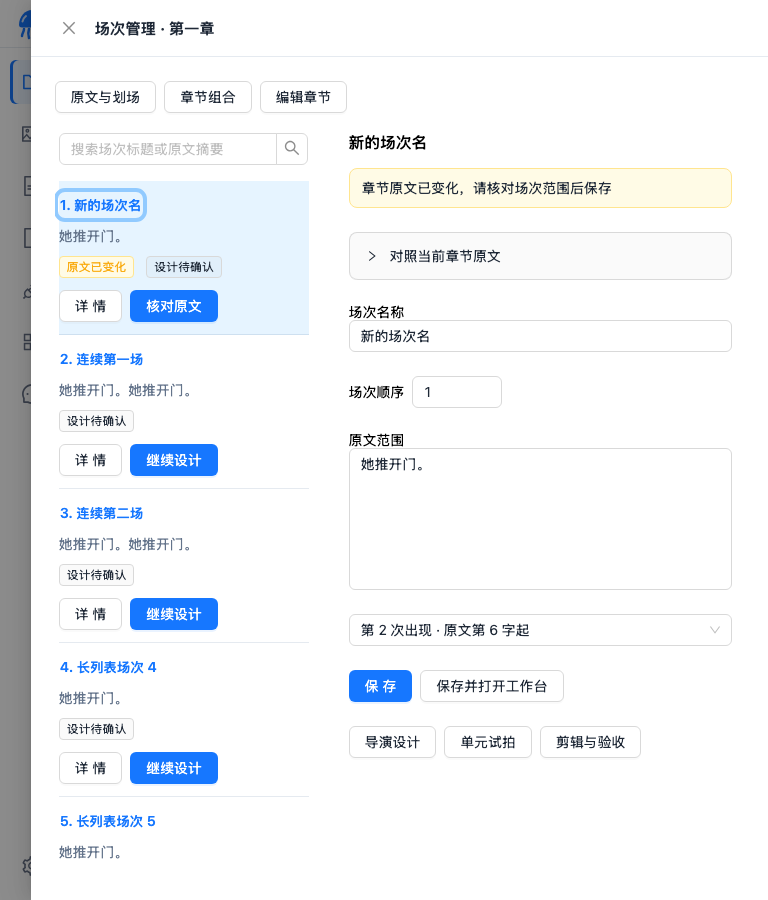 场次管理 · 第一章
原文与划场
章节组合
编辑章节
搜索场次标题或原文摘要
1. 新的场次名
她推开门。
原文已变化
设计待确认
详 情
核对原文
2. 连续第一场
她推开门。她推开门。
设计待确认
详 情
继续设计
3. 连续第二场
她推开门。她推开门。
设计待确认
详 情
继续设计
4. 长列表场次 4
她推开门。
设计待确认
详 情
继续设计
5. 长列表场次 5
她推开门。
新的场次名
章节原文已变化，请核对场次范围后保存
对照当前章节原文
场次名称
新的场次名
场次顺序
1
原文范围
她推开门。
第 2 次出现 · 原文第 6 字起
保 存
保存并打开工作台
导演设计
单元试拍
剪辑与验收